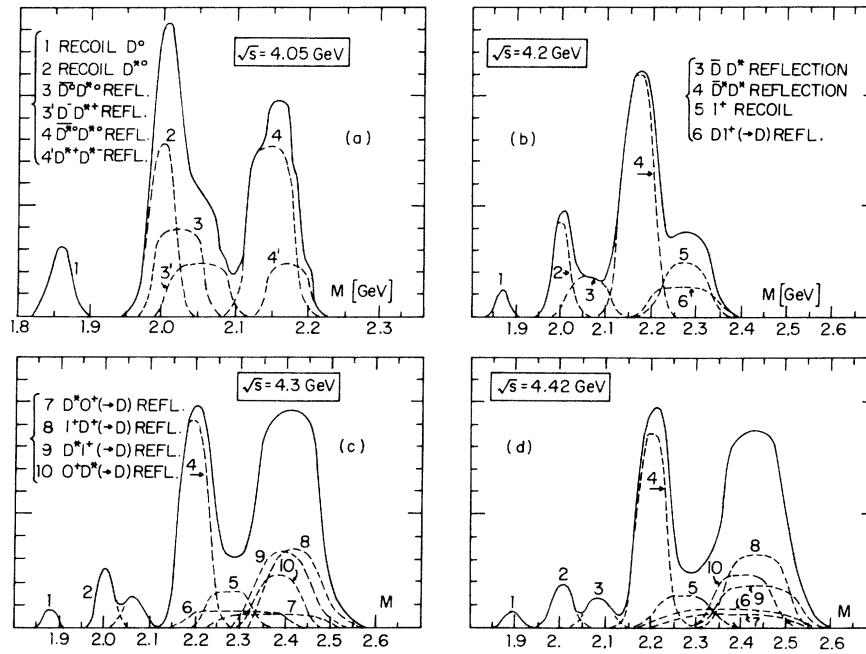 1 RECOIL D°
2 RECOIL D*°
3 D̄°D*° REFL.
3' D⁻D*⁺ REFL.
4 D̄*°D*° REFL.
4' D*⁺D*⁻ REFL.
√s = 4.05 GeV
(a)
1 2 3 3' 4 4'
M [GeV]
1.8 1.9 2.0 2.1 2.2 2.3
√s = 4.2 GeV
3 D̄ D* REFLECTION
4 D̄*D* REFLECTION
5 1⁺ RECOIL
6 D1⁺(→D) REFL.
(b)
1 2 3 4 5 6
M [GeV]
1.9 2.0 2.1 2.2 2.3 2.4 2.5 2.6
√s = 4.3 GeV
7 D*0⁺(→D) REFL.
8 1⁺D⁺(→D) REFL.
9 D*1⁺(→D) REFL.
10 0⁺D*(→D) REFL.
(c)
1 2 4 5 6 7 8 9 10
M
1.9 2.0 2.1 2.2 2.3 2.4 2.5 2.6
√s = 4.42 GeV
(d)
1 2 3 4 5 6 7 8 9 10
M
1.9 2.0 2.1 2.2 2.3 2.4 2.5 2.6